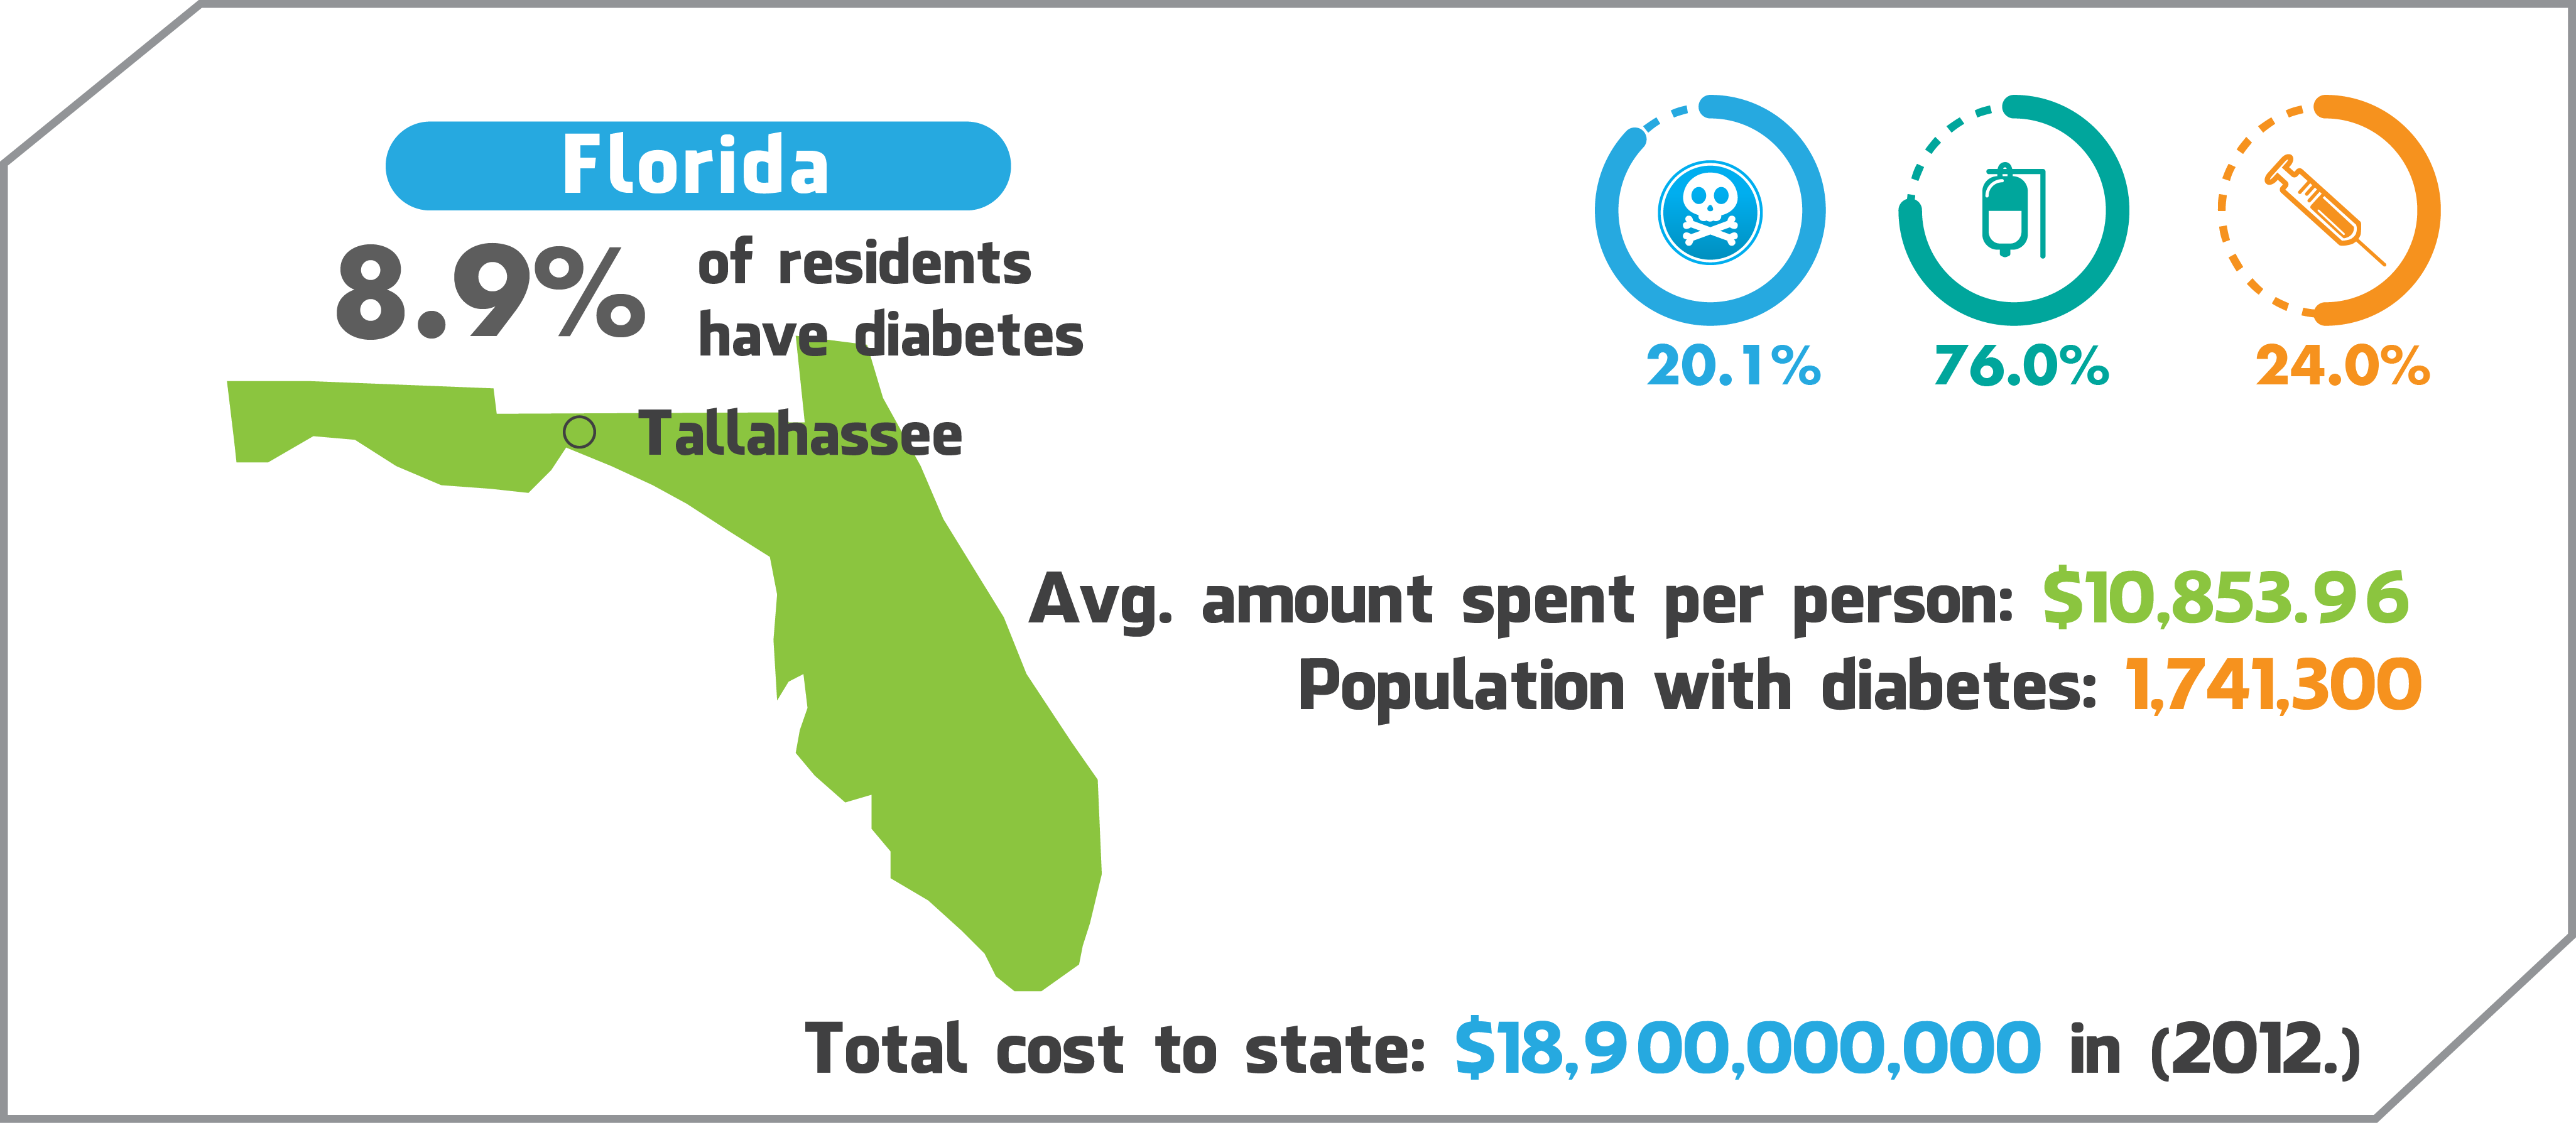 Florida
8.9% of residents
have diabetes
Tallahassee
20.1% 76.0% 24.0%
Avg. amount spent per person: $10,853.96
Population with diabetes: 1,741,300
Total cost to state: $18,900,000,000 in (2012.)